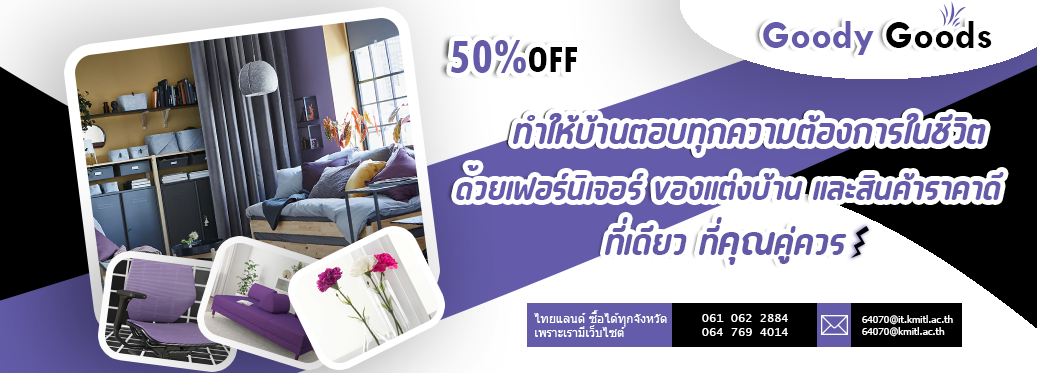 Goody Goods
50%OFF
ทำให้บ้านตอบทุกความต้องการในชีวิต
ด้วยเฟอร์นิเจอร์ ของแต่งบ้าน และสินค้าราคาดี
ที่เดียว ที่คุณคู่ควร
ไทยแลนด์ ซื้อได้ทุกจังหวัด
เพราะเรามีเว็บไซต์
061 062 2884
064 769 4014
64070@it.kmitl.ac.th
64070@kmitl.ac.th